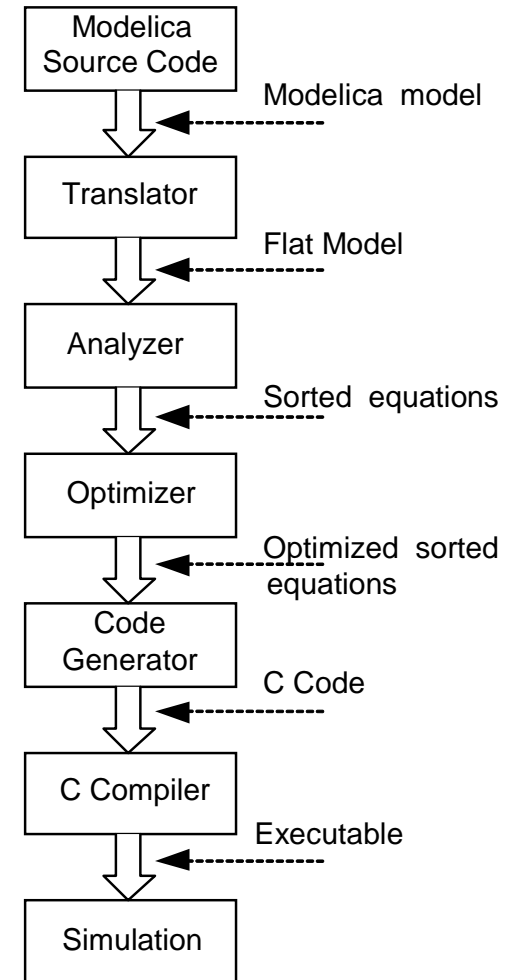 Modelica
Source Code
Modelica model
Translator
Flat Model
Analyzer
Sorted equations
Optimizer
Optimized sorted
equations
Code
Generator
C Code
C Compiler
Executable
Simulation